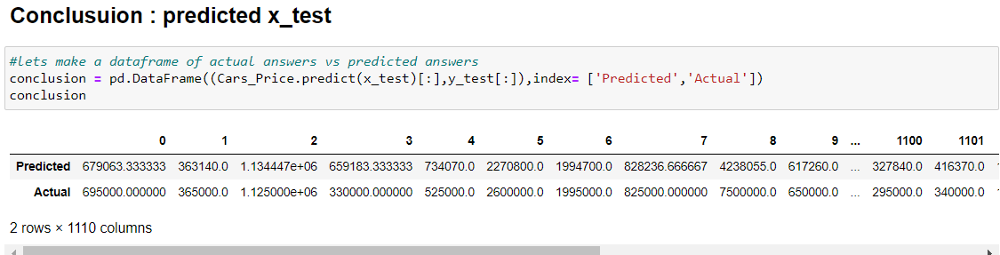 Conclusuion : predicted x_test
#lets make a dataframe of actual answers vs predicted answers
conclusion = pd.DataFrame((Cars_Price.predict(x_test)[:],y_test[:]),index= ['Predicted','Actual'])
conclusion
0 1 2 3 4 5 6 7 8 9 ... 1100 1101
Predicted 679063.333333 363140.0 1.134447e+06 659183.333333 734070.0 2270800.0 1994700.0 828236.666667 4238055.0 617260.0 ... 327840.0 416370.0
Actual 695000.000000 365000.0 1.125000e+06 330000.000000 525000.0 2600000.0 1995000.0 825000.000000 7500000.0 650000.0 ... 295000.0 340000.0
2 rows × 1110 columns